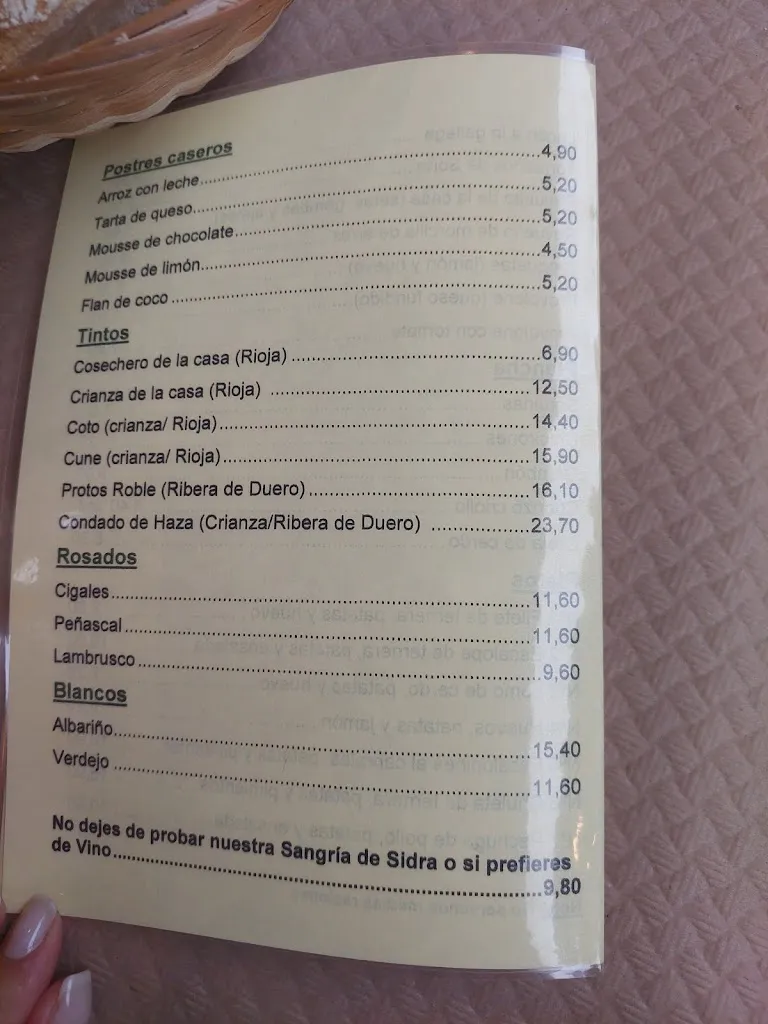 Postres caseros
Arroz con leche....................4,90
Tarta de queso....................5,20
Mousse de chocolate....................5,20
Mousse de limón....................4,50
Flan de coco....................5,20
Tintos
Cosechero de la casa (Rioja)....................6,90
Crianza de la casa (Rioja)....................12,50
Coto (crianza/ Rioja)....................14,40
Cune (crianza/ Rioja)....................15,90
Protos Roble (Ribera de Duero)....................16,10
Condado de Haza (Crianza/Ribera de Duero)....................23,70
Rosados
Cigales....................11,60
Peñascal....................11,60
Lambrusco....................9,60
Blancos
Albariño....................15,40
Verdejo....................11,60
No dejes de probar nuestra Sangría de Sidra o si prefieres
de Vino....................9,80